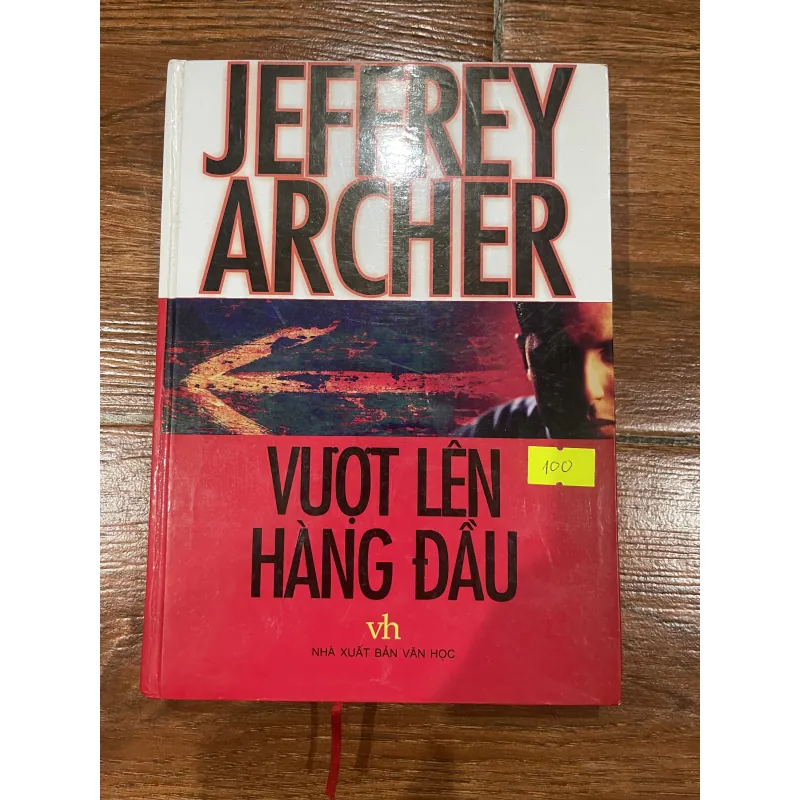 JEFFREY
ARCHER
VƯỢT LÊN
100
HÀNG ĐẦU
vh
NHÀ XUẤT BẢN VĂN HỌC